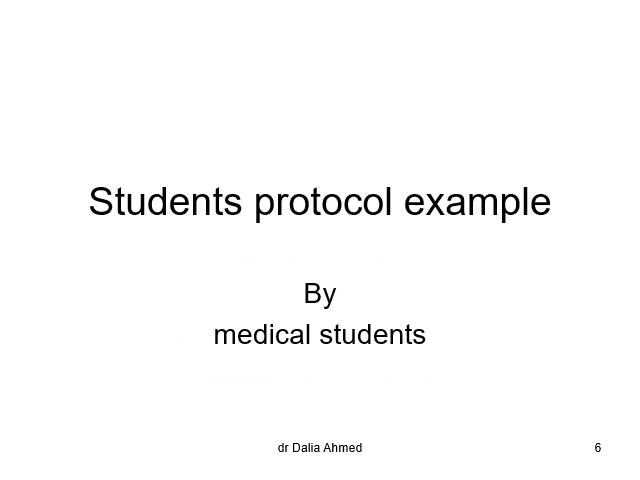 Students protocol example
By
medical students
dr Dalia Ahmed
6